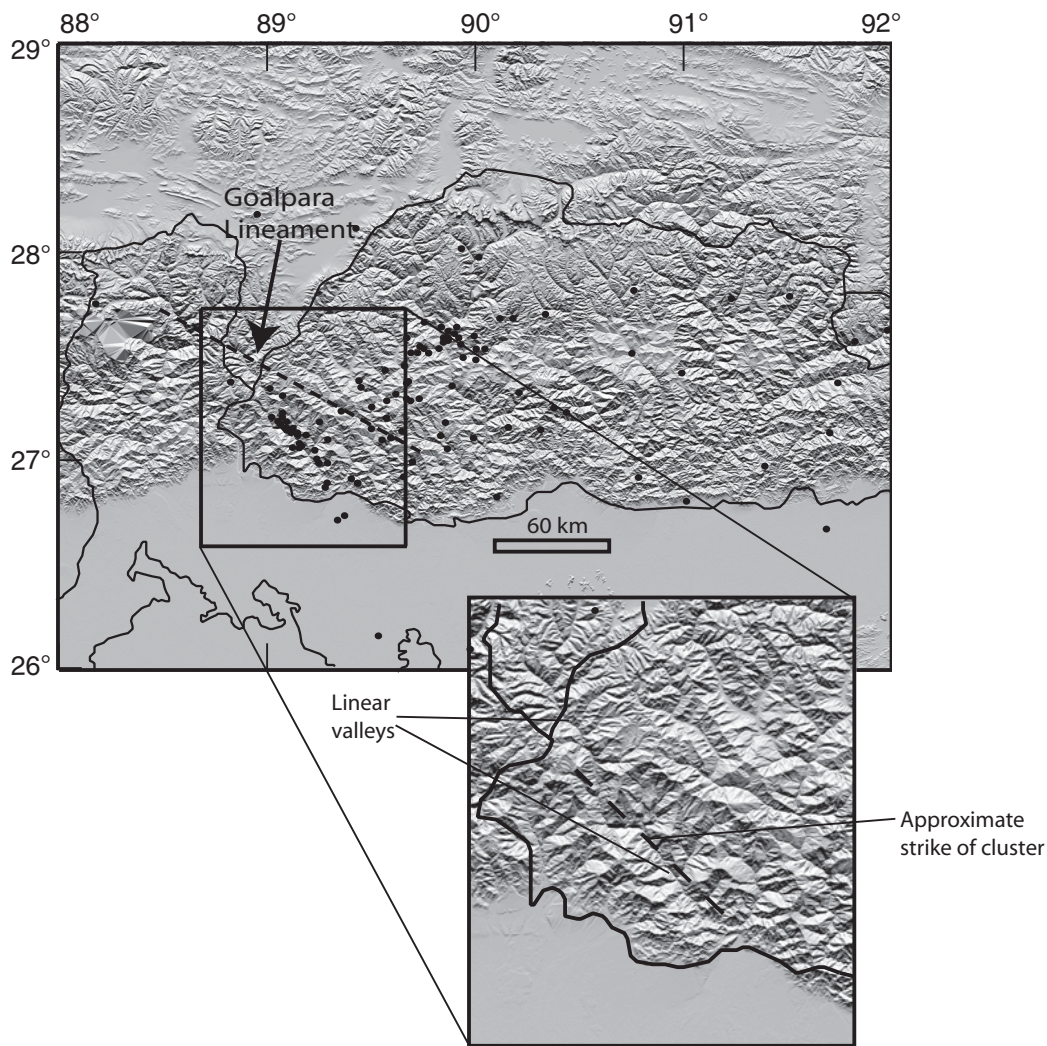 88° 89° 90° 91° 92°
29°
Goalpara
Lineament
28°
27°
60 km
26°
Linear
valleys
Approximate
strike of cluster